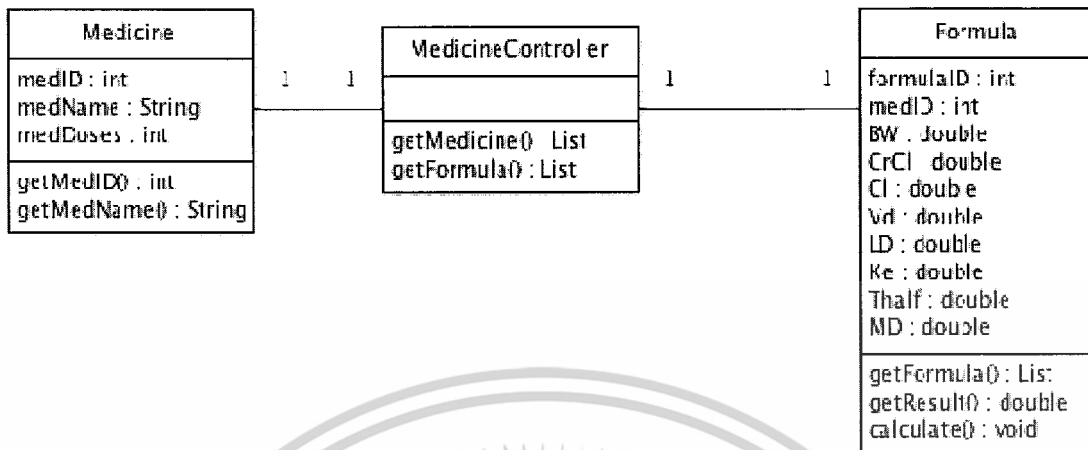 Medicine
medID : int
medName : String
medDoses : int
getMedID() : int
getMedName() : String
1 1
MedicineController
getMedicine() : List
getFormula() : List
1 1
Formula
formulaID : int
medID : int
BW : double
CrCl : double
Cl : double
Vd : double
LD : double
Ke : double
Thalf : double
MD : double
getFormula() : List
getResult() : double
calculate() : void